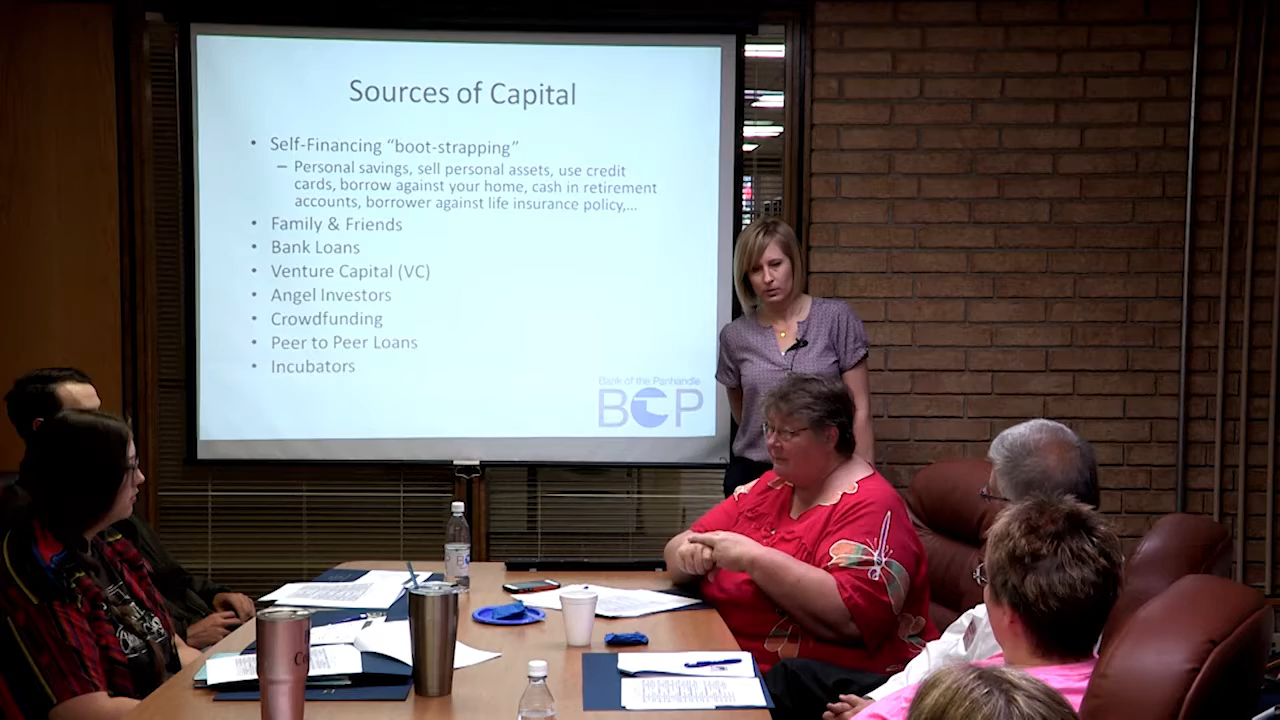 Sources of Capital
• Self-Financing “boot-strapping”
– Personal savings, sell personal assets, use credit
cards, borrow against your home, cash in retirement
accounts, borrower against life insurance policy,...
• Family & Friends
• Bank Loans
• Venture Capital (VC)
• Angel Investors
• Crowdfunding
• Peer to Peer Loans
• Incubators
Bank of the Panhandle
BOP